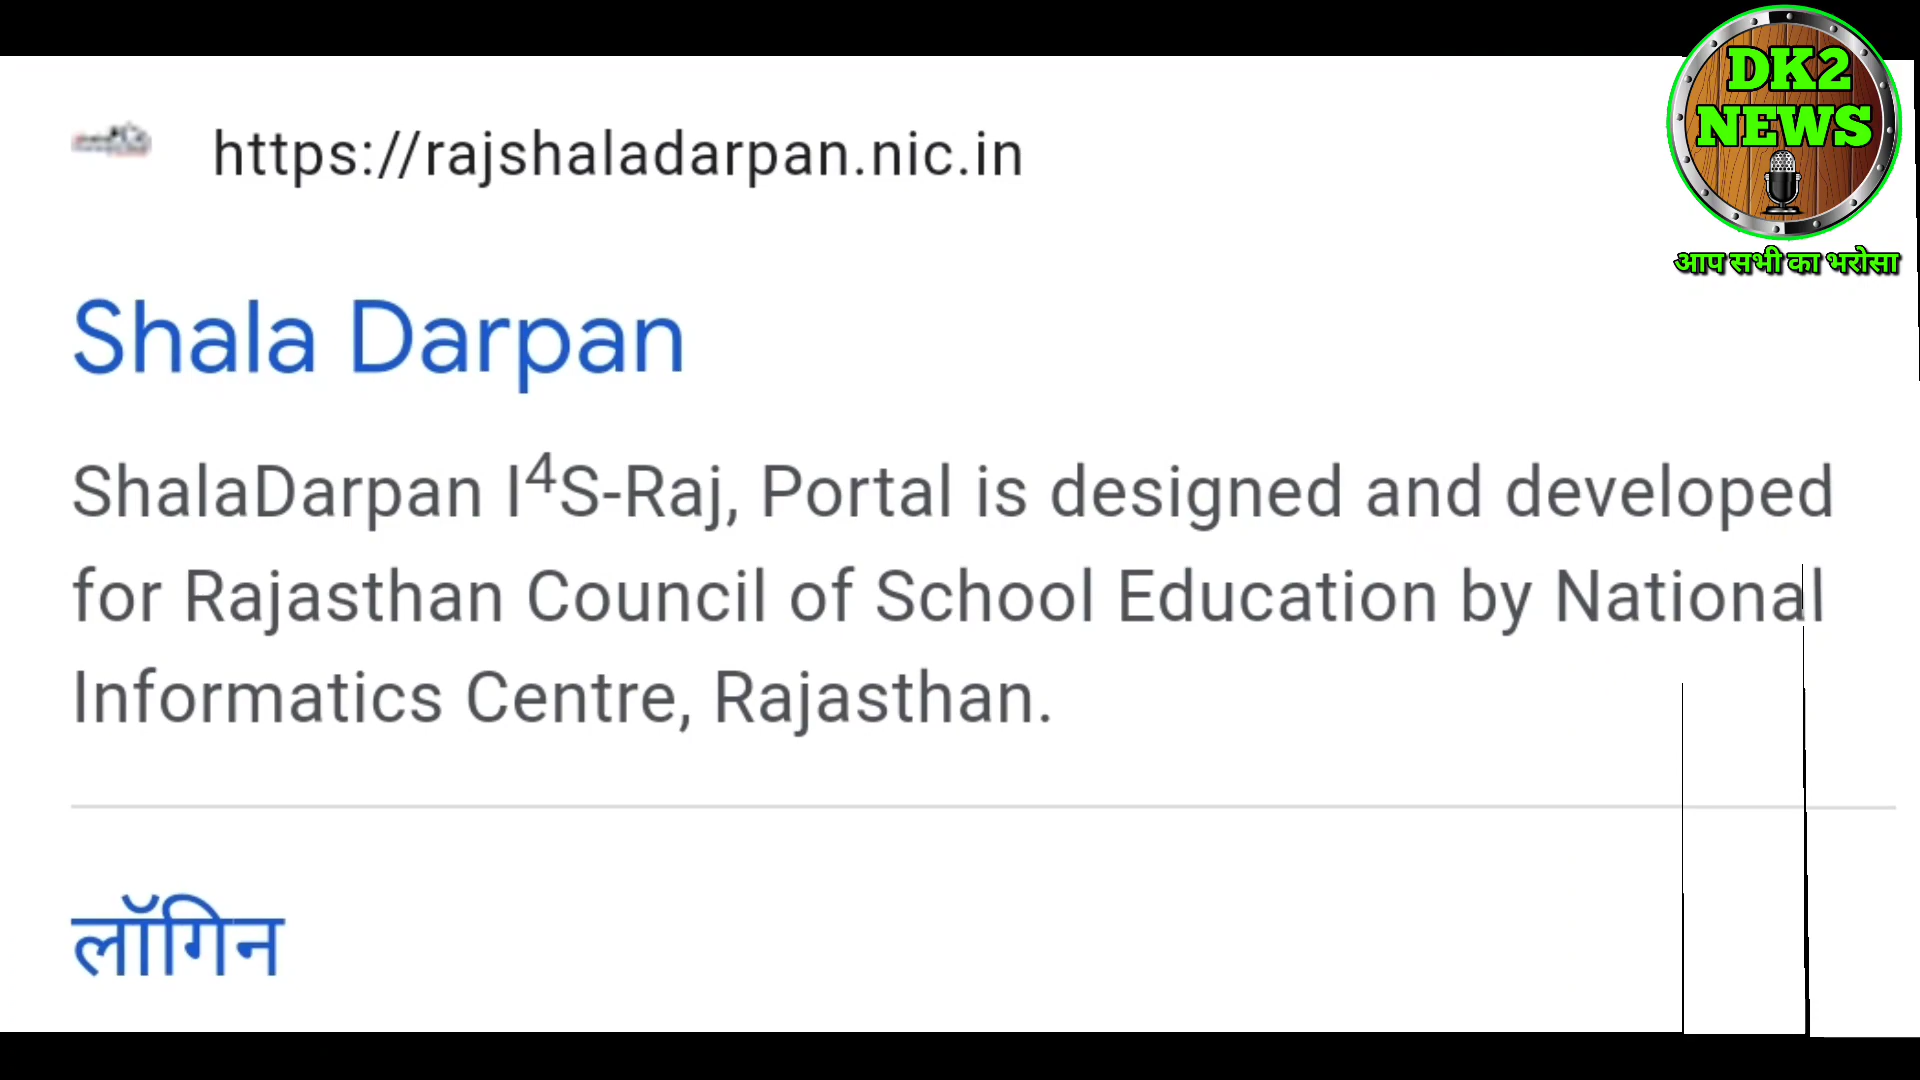 https://rajshaladarpan.nic.in
DK2
NEWS
आप सभी का भरोसा
Shala Darpan
ShalaDarpan I⁴S-Raj, Portal is designed and developed
for Rajasthan Council of School Education by National
Informatics Centre, Rajasthan.
लॉगिन